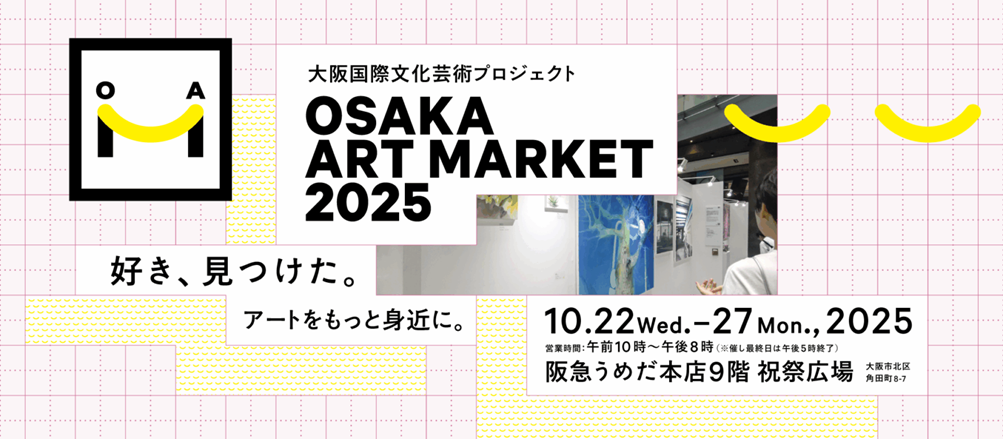 O A
M
大阪国際文化芸術プロジェクト
OSAKA
ART MARKET
2025
好き、見つけた。
アートをもっと身近に。
10.22 Wed.–27 Mon., 2025
営業時間：午前10時〜午後8時（※催し最終日は午後5時終了）
阪急うめだ本店9階 祝祭広場
大阪市北区
角田町8-7